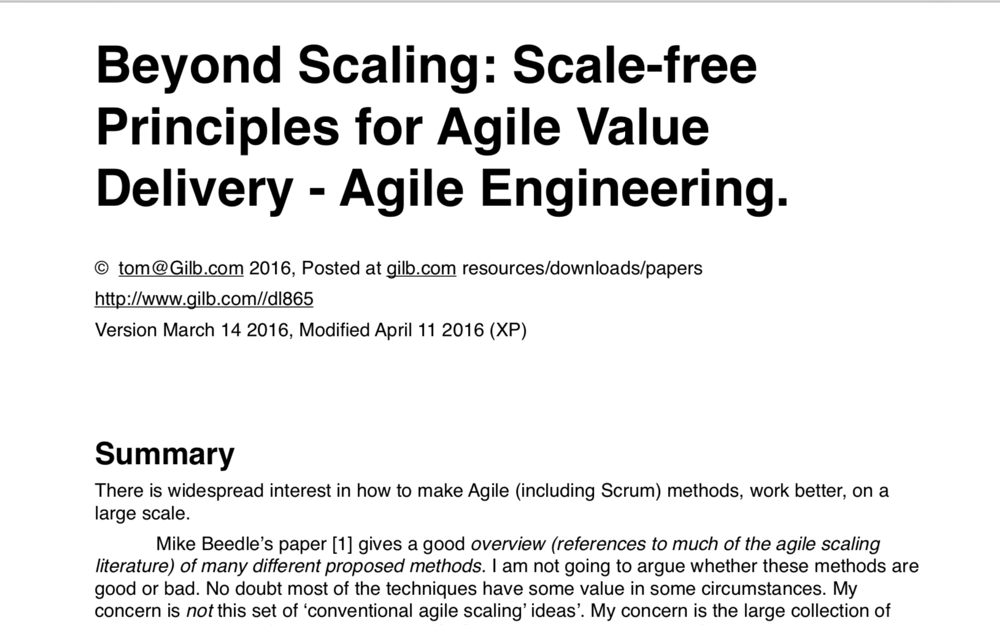 Beyond Scaling: Scale-free
Principles for Agile Value
Delivery - Agile Engineering.
© tom@Gilb.com 2016, Posted at gilb.com resources/downloads/papers
http://www.gilb.com//dl865
Version March 14 2016, Modified April 11 2016 (XP)
Summary
There is widespread interest in how to make Agile (including Scrum) methods, work better, on a
large scale.
Mike Beedle’s paper [1] gives a good overview (references to much of the agile scaling
literature) of many different proposed methods. I am not going to argue whether these methods are
good or bad. No doubt most of the techniques have some value in some circumstances. My
concern is not this set of ‘conventional agile scaling’ ideas’. My concern is the large collection of